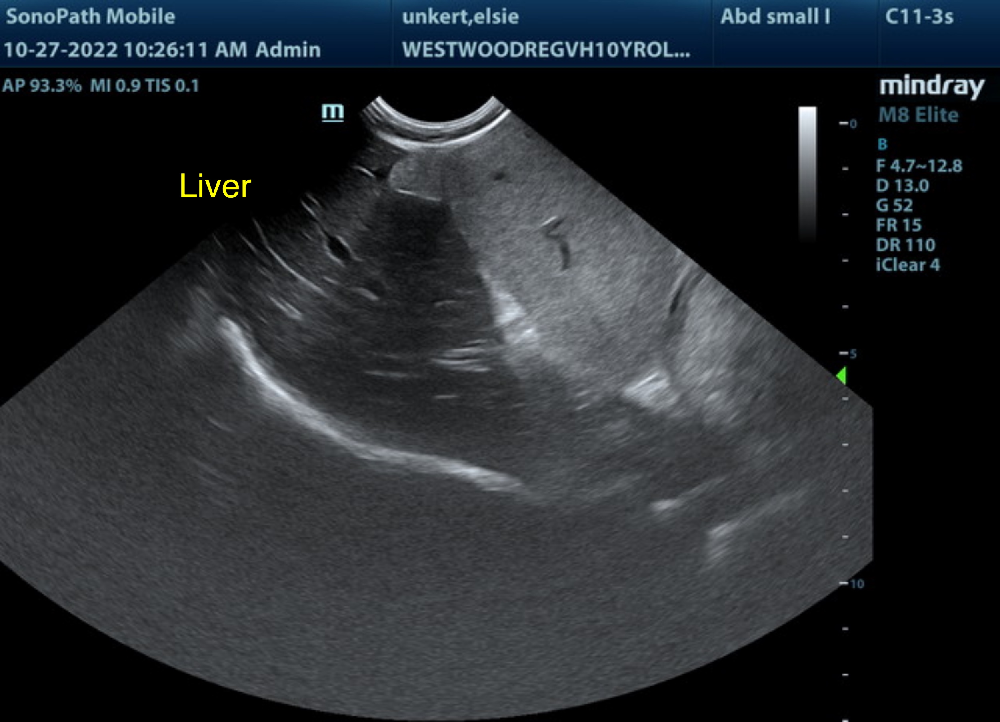 SonoPath Mobile
unkert,elsie
Abd small I
C11-3s
10-27-2022 10:26:11 AM Admin
WESTWOODREGVH10YROL...
AP 93.3% MI 0.9 TIS 0.1
mindray
m
M8 Elite
B
F 4.7~12.8
D 13.0
G 52
FR 15
DR 110
iClear 4
Liver
0
5
10